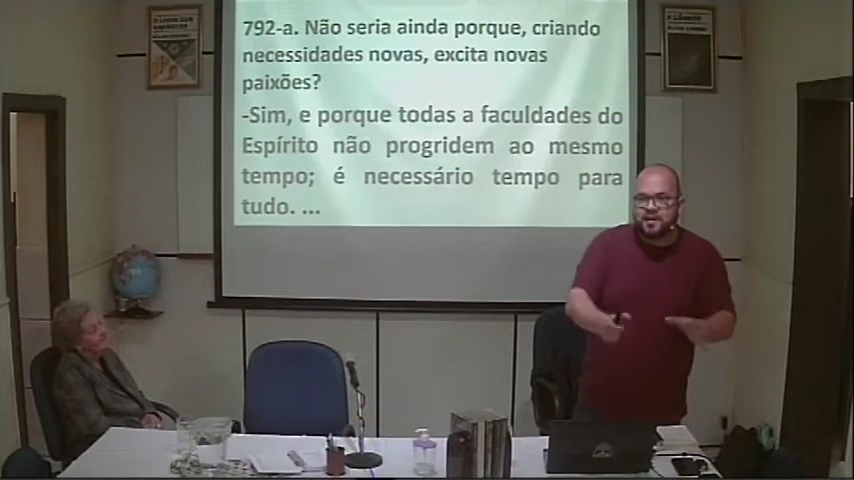 792-a. Não seria ainda porque, criando
necessidades novas, excita novas
paixões?
-Sim, e porque todas a faculdades do
Espírito não progridem ao mesmo
tempo; é necessário tempo para
tudo. ...